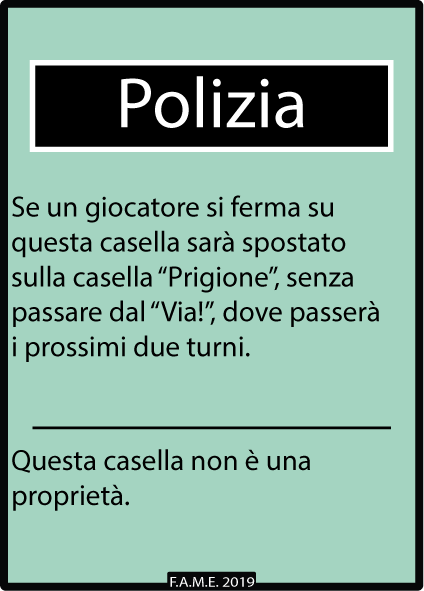 Polizia
Se un giocatore si ferma su
questa casella sarà spostato
sulla casella “Prigione”, senza
passare dal “Via!”, dove passerà
i prossimi due turni.
Questa casella non è una
proprietà.
F.A.M.E. 2019